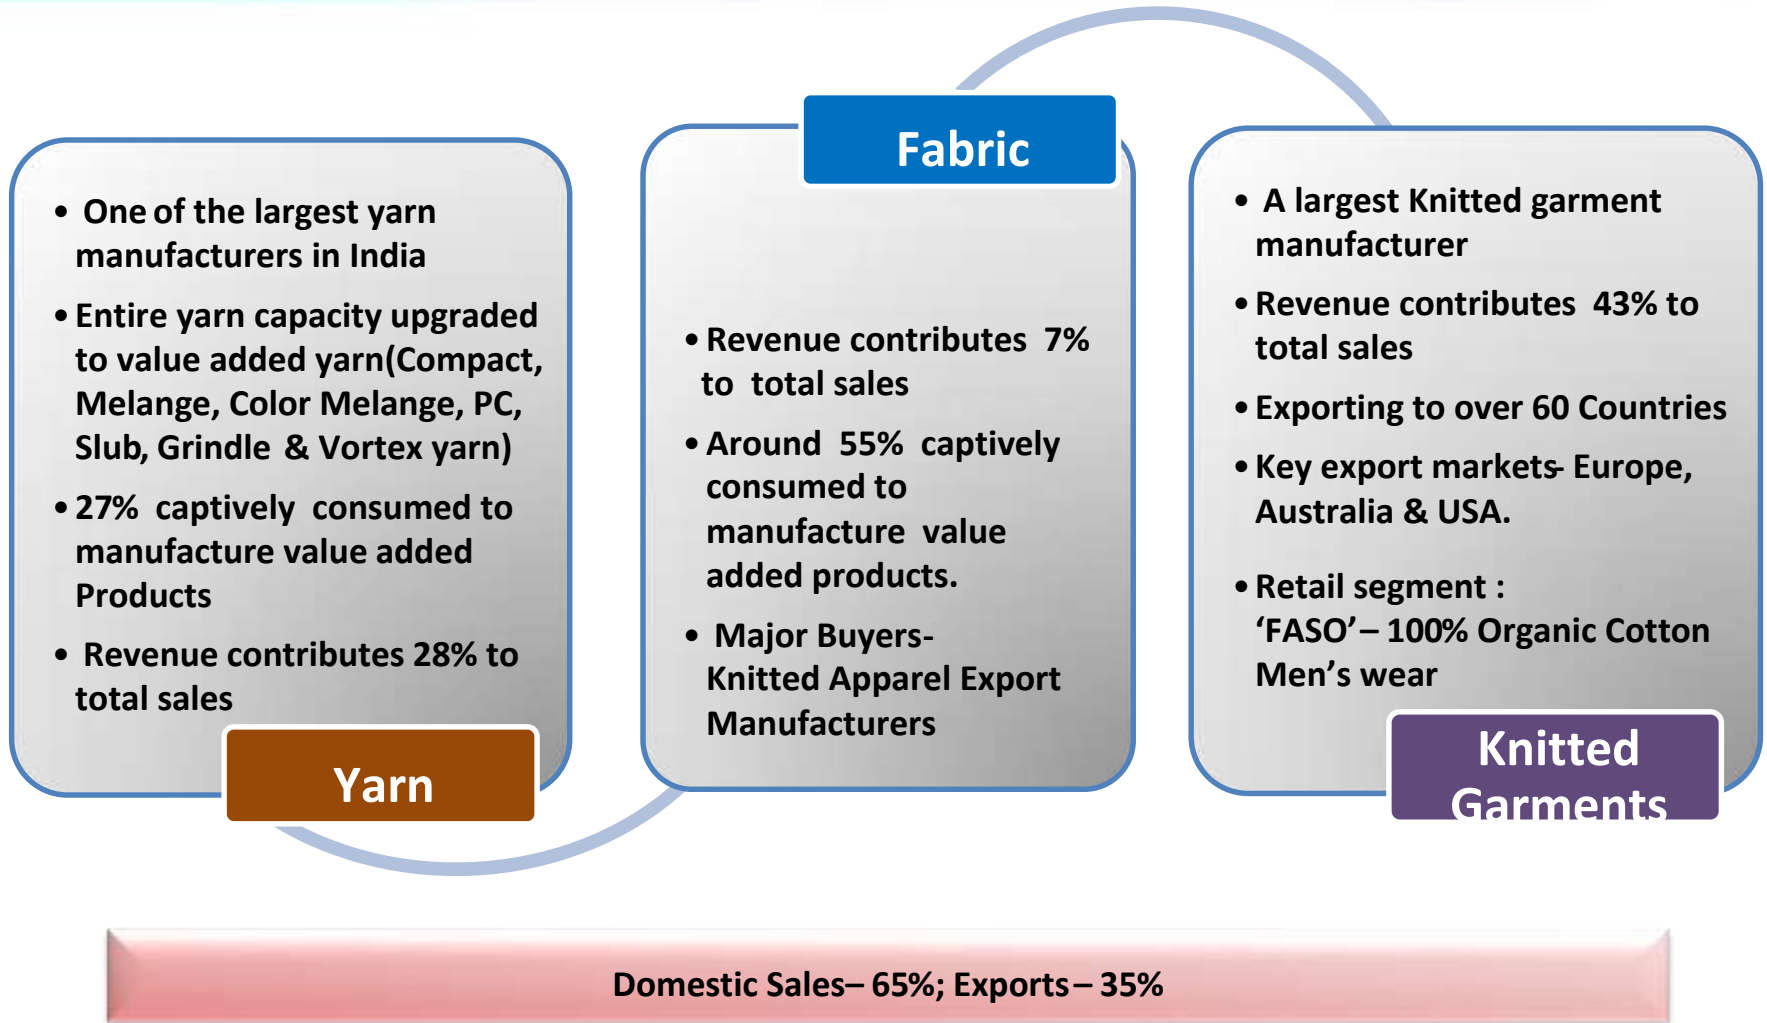 • One of the largest yarn
manufacturers in India
• Entire yarn capacity upgraded
to value added yarn(Compact,
Melange, Color Melange, PC,
Slub, Grindle & Vortex yarn)
• 27% captively consumed to
manufacture value added
Products
• Revenue contributes 28% to
total sales
Yarn
Fabric
• Revenue contributes 7%
to total sales
• Around 55% captively
consumed to
manufacture value
added products.
• Major Buyers-
Knitted Apparel Export
Manufacturers
• A largest Knitted garment
manufacturer
• Revenue contributes 43% to
total sales
• Exporting to over 60 Countries
• Key export markets- Europe,
Australia & USA.
• Retail segment :
‘FASO’– 100% Organic Cotton
Men’s wear
Knitted
Garments
Domestic Sales– 65%; Exports– 35%